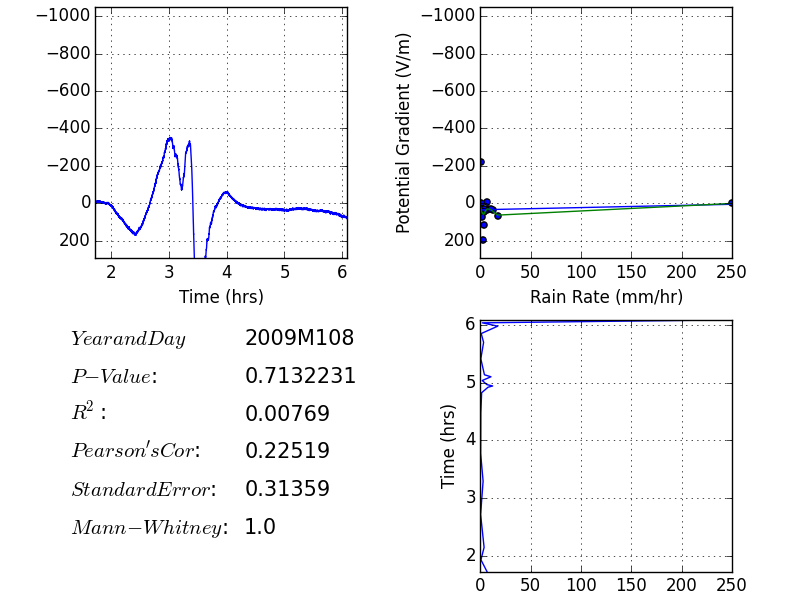 −1000
−800
−600
−400
−200
0
200
2 3 4 5 6
Time (hrs)
Potential Gradient (V/m)
−1000
−800
−600
−400
−200
0
200
0 50 100 150 200 250
Rain Rate (mm/hr)
YearandDay 2009M108
P−Value: 0.7132231
R²: 0.00769
Pearson′sCor: 0.22519
StandardError: 0.31359
Mann−Whitney: 1.0
Time (hrs)
6
5
4
3
2
0 50 100 150 200 250